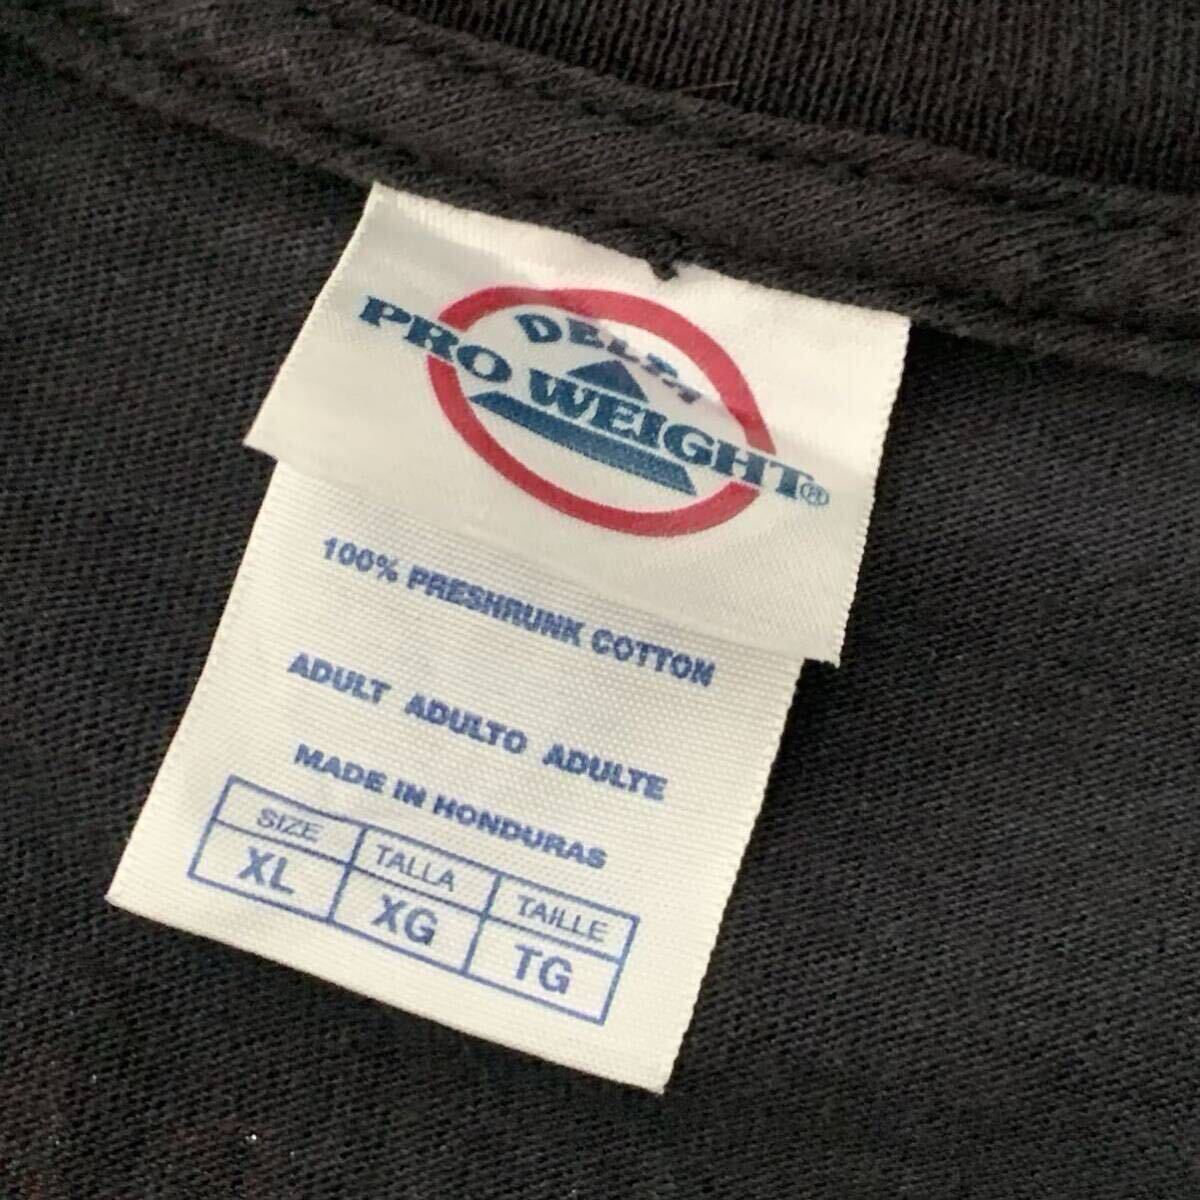 DELTA
PRO WEIGHT®
100% PRESHRUNK COTTON
ADULT ADULTO ADULTE
MADE IN HONDURAS
SIZE TALLA TAILLE
XL XG TG